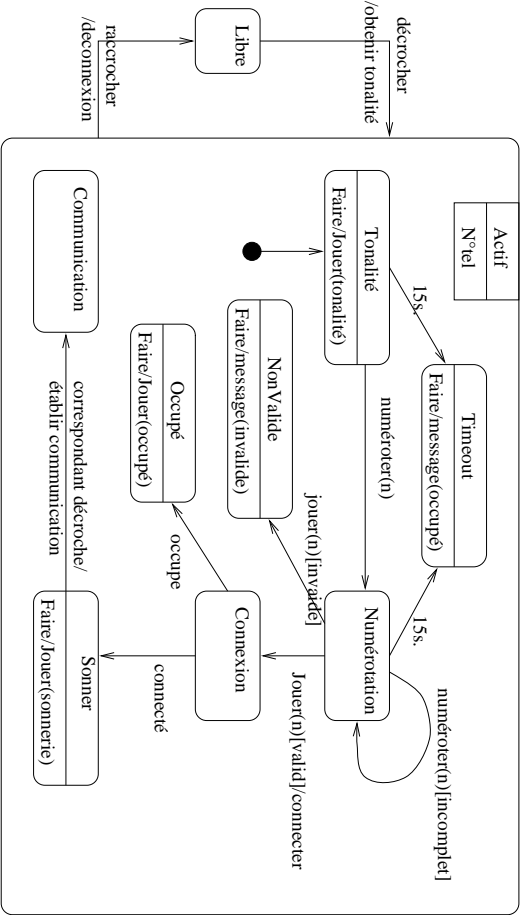 Actif
N°tel
Libre
décrocher
/obtenir tonalité
raccrocher
/deconnexion
Tonalité
Faire/Jouer(tonalité)
15s.
Timeout
Faire/message(occupé)
numéroter(n)
15s.
numéroter(n)[incomplet]
Numérotation
NonValide
Faire/message(invalide)
jouer(n)[invaide]
Jouer(n)[valid]/connecter
Occupé
Faire/Jouer(occupé)
occupe
Connexion
connecté
Communication
correspondant décroche/
établir communication
Sonner
Faire/Jouer(sonnerie)